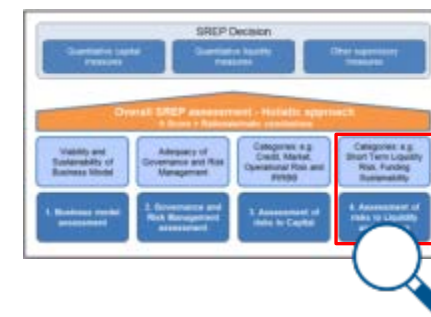 SREP Decision
Quantitative capital
measures
Quantitative liquidity
measures
Other supervisory
measures
Overall SREP assessment - Holistic approach
Viability and
Sustainability of
Business Model
Adequacy of
Governance and Risk
Management
Categories: e.g.
Credit, Market,
Operational Risk and
IRRBB
Categories: e.g.
Short Term Liquidity
Risk, Funding
Sustainability
1. Business model
assessment
2. Governance and
Risk Management
assessment
3. Assessment of
risks to Capital
4. Assessment of
risks to Liquidity